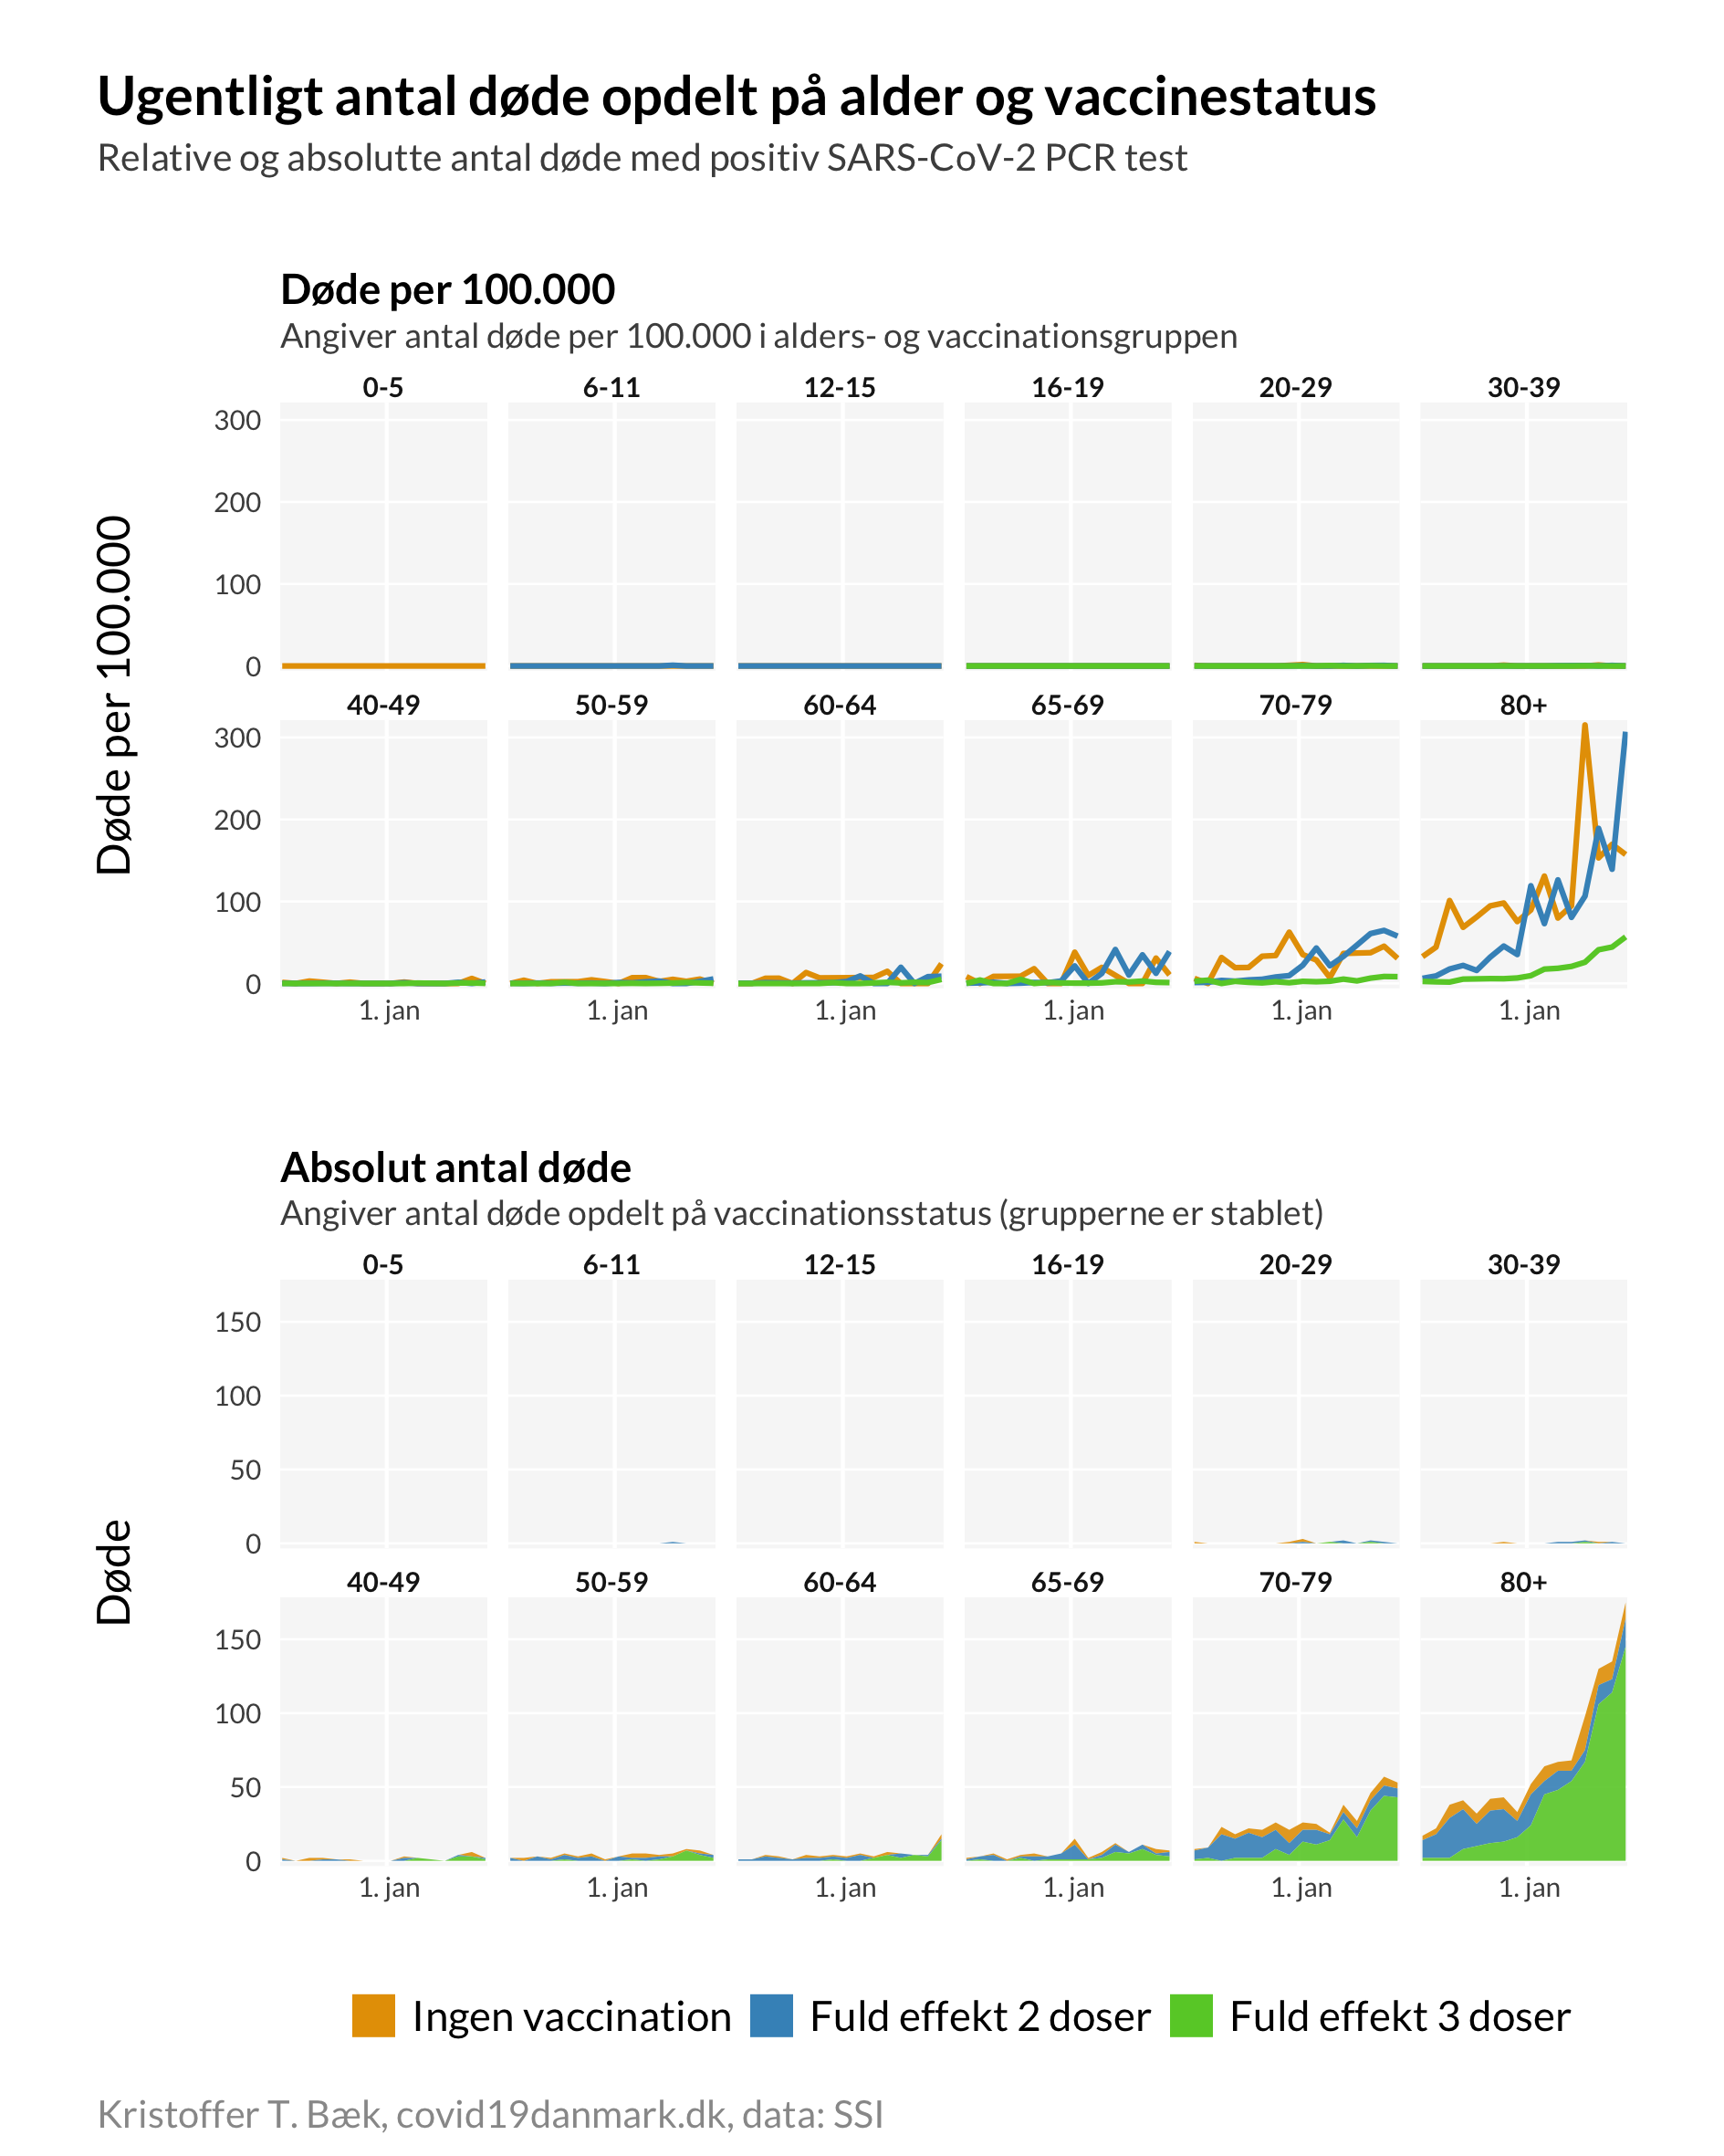 Ugentligt antal døde opdelt på alder og vaccinestatus
Relative og absolutte antal døde med positiv SARS-CoV-2 PCR test
Døde per 100.000
Angiver antal døde per 100.000 i alders- og vaccinationsgruppen
Døde per 100.000
0-5 6-11 12-15 16-19 20-29 30-39
300
200
100
0
40-49 50-59 60-64 65-69 70-79 80+
300
200
100
0
1. jan 1. jan 1. jan 1. jan 1. jan 1. jan
Absolut antal døde
Angiver antal døde opdelt på vaccinationsstatus (grupperne er stablet)
Døde
0-5 6-11 12-15 16-19 20-29 30-39
150
100
50
0
40-49 50-59 60-64 65-69 70-79 80+
150
100
50
0
1. jan 1. jan 1. jan 1. jan 1. jan 1. jan
Ingen vaccination Fuld effekt 2 doser Fuld effekt 3 doser
Kristoffer T. Bæk, covid19danmark.dk, data: SSI